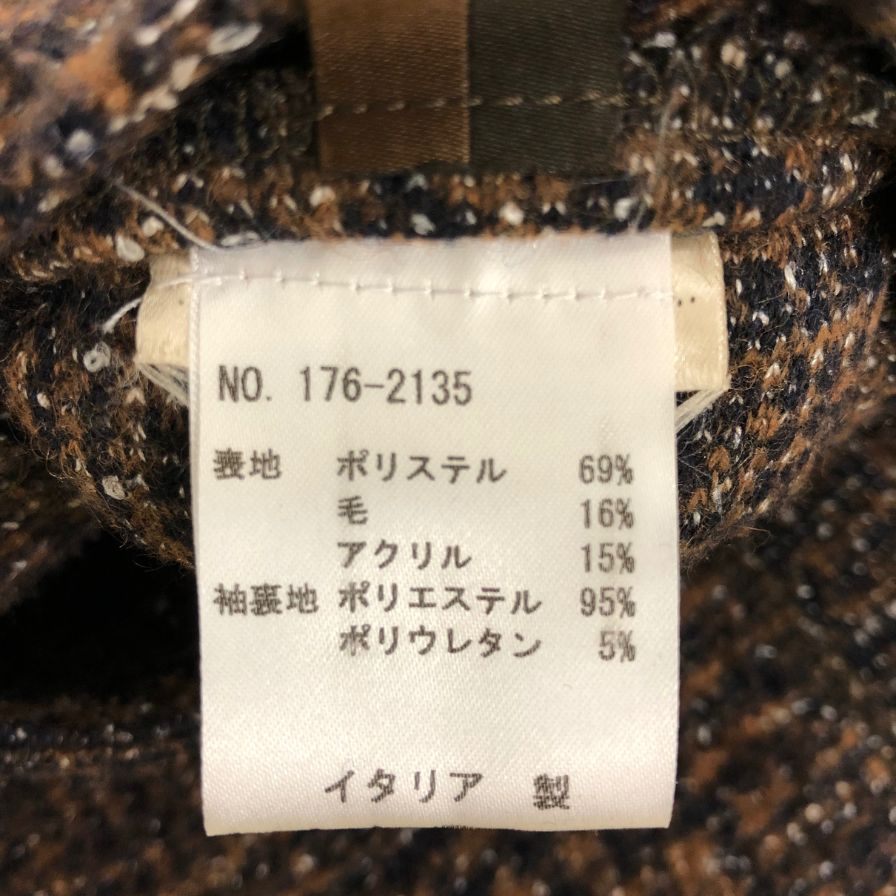 NO. 176-2135
表地 ポリステル 69%
毛 16%
アクリル 15%
袖裏地 ポリエステル 95%
ポリウレタン 5%
イタリア 製